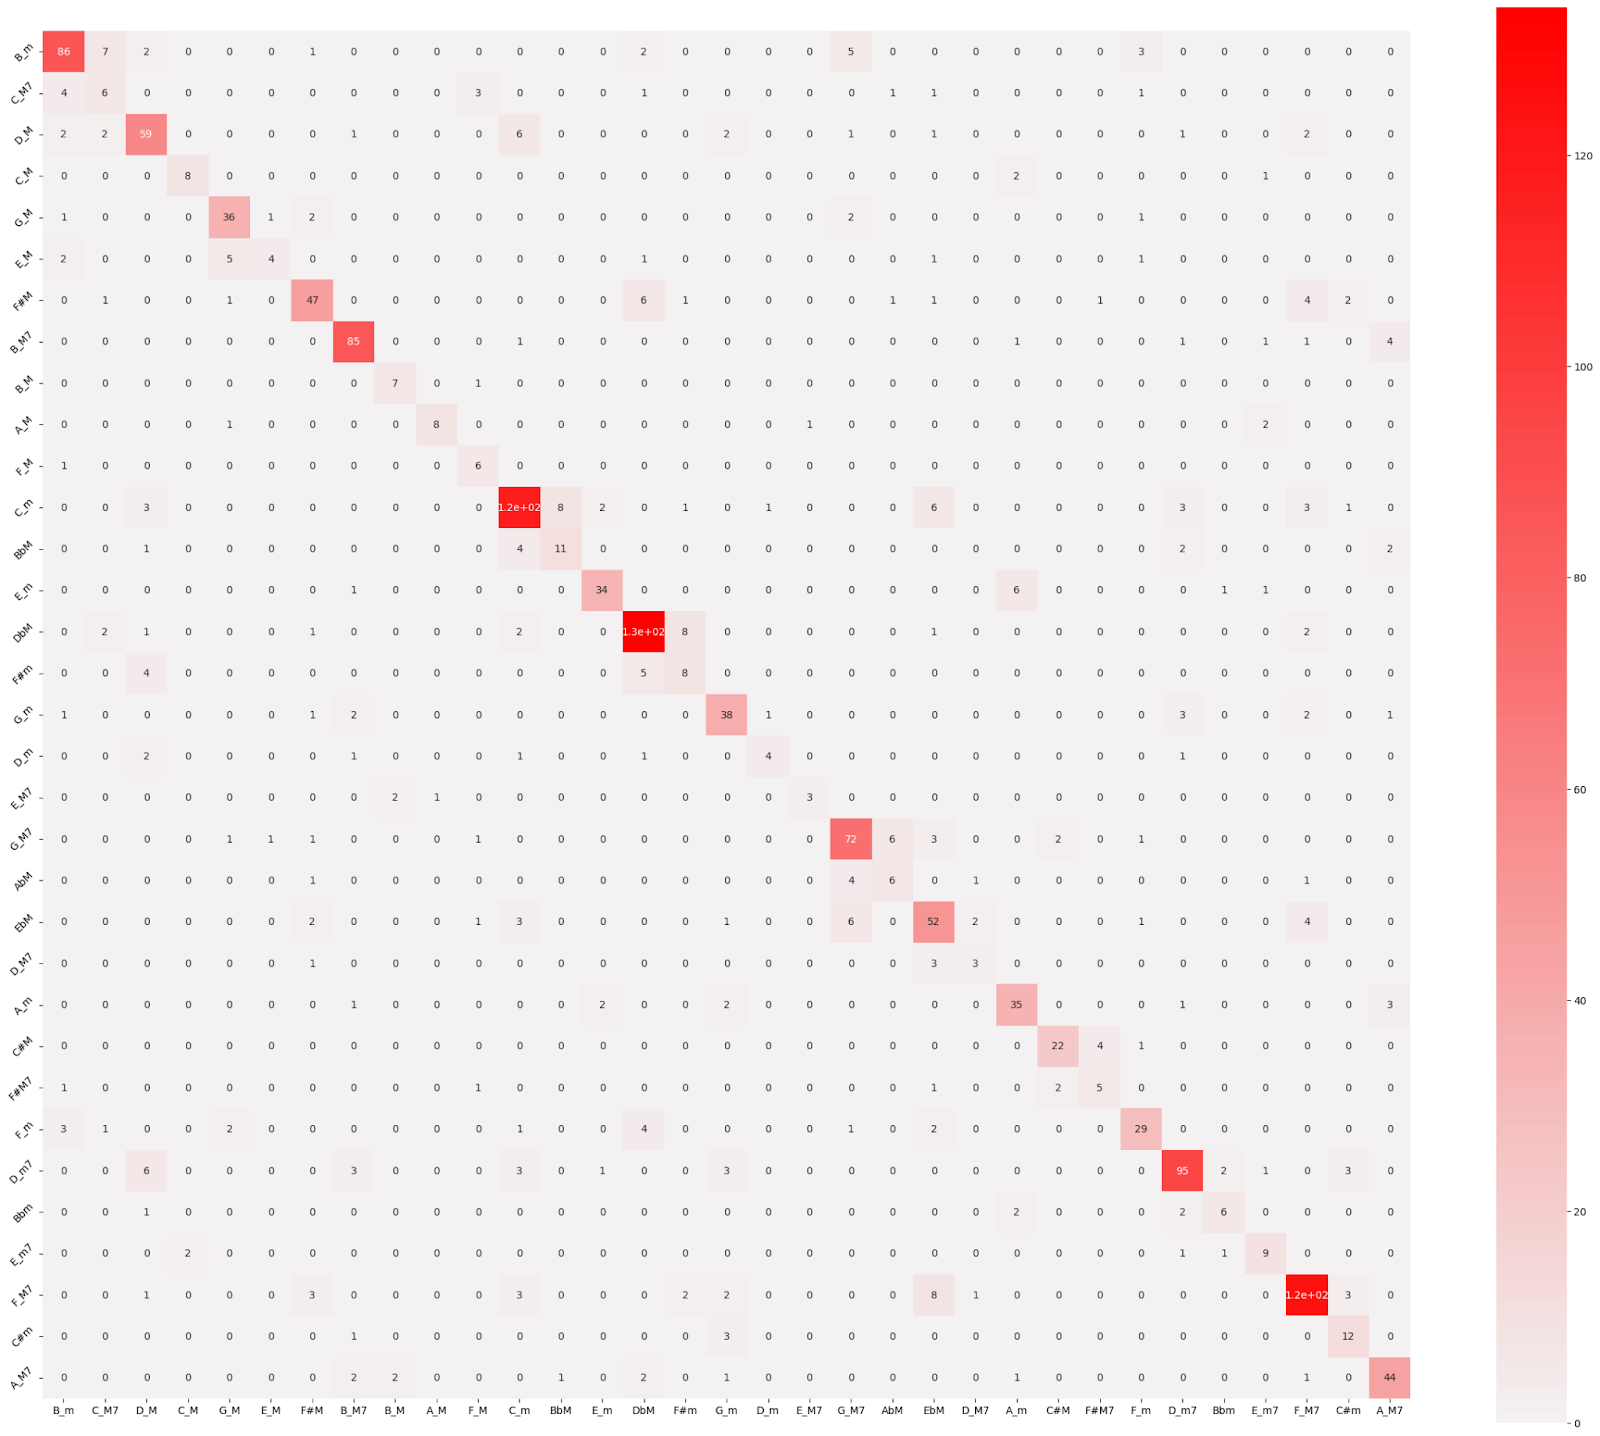 B_m 86 7 2 0 0 0 1 0 0 0 0 0 0 0 2 0 0 0 0 5 0 0 0 0 0 0 3 0 0 0 0 0 0
C_M7 4 6 0 0 0 0 0 0 0 0 3 0 0 0 1 0 0 0 0 0 1 1 0 0 0 0 1 0 0 0 0 0 0
D_M 2 2 59 0 0 0 0 1 0 0 0 6 0 0 0 0 2 0 0 1 0 1 0 0 0 0 0 1 0 0 2 0 0
C_M 0 0 0 8 0 0 0 0 0 0 0 0 0 0 0 0 0 0 0 0 0 0 0 2 0 0 0 0 0 1 0 0 0
G_M 1 0 0 0 36 1 2 0 0 0 0 0 0 0 0 0 0 0 0 2 0 0 0 0 0 0 1 0 0 0 0 0 0
E_M 2 0 0 0 5 4 0 0 0 0 0 0 0 0 1 0 0 0 0 0 0 1 0 0 0 0 1 0 0 0 0 0 0
F#M 0 1 0 0 1 0 47 0 0 0 0 0 0 0 6 1 0 0 0 0 1 1 0 0 0 1 0 0 0 0 4 2 0
B_M7 0 0 0 0 0 0 0 85 0 0 0 1 0 0 0 0 0 0 0 0 0 0 0 1 0 0 0 1 0 1 1 0 4
B_M 0 0 0 0 0 0 0 0 7 0 1 0 0 0 0 0 0 0 0 0 0 0 0 0 0 0 0 0 0 0 0 0 0
A_M 0 0 0 0 1 0 0 0 0 8 0 0 0 0 0 0 0 0 1 0 0 0 0 0 0 0 0 0 0 2 0 0 0
F_M 1 0 0 0 0 0 0 0 0 0 6 0 0 0 0 0 0 0 0 0 0 0 0 0 0 0 0 0 0 0 0 0 0
C_m 0 0 3 0 0 0 0 0 0 0 0 1.2e+02 8 2 0 1 0 1 0 0 0 6 0 0 0 0 0 3 0 0 3 1 0
BbM 0 0 1 0 0 0 0 0 0 0 0 4 11 0 0 0 0 0 0 0 0 0 0 0 0 0 0 2 0 0 0 0 2
E_m 0 0 0 0 0 0 0 1 0 0 0 0 0 34 0 0 0 0 0 0 0 0 0 6 0 0 0 0 1 1 0 0 0
DbM 0 2 1 0 0 0 1 0 0 0 0 2 0 0 1.3e+02 8 0 0 0 0 0 1 0 0 0 0 0 0 0 0 2 0 0
F#m 0 0 4 0 0 0 0 0 0 0 0 0 0 0 5 8 0 0 0 0 0 0 0 0 0 0 0 0 0 0 0 0 0
G_m 1 0 0 0 0 0 1 2 0 0 0 0 0 0 0 0 38 1 0 0 0 0 0 0 0 0 0 3 0 0 2 0 1
D_m 0 0 2 0 0 0 0 1 0 0 0 1 0 0 1 0 0 4 0 0 0 0 0 0 0 0 0 1 0 0 0 0 0
E_M7 0 0 0 0 0 0 0 0 2 1 0 0 0 0 0 0 0 0 3 0 0 0 0 0 0 0 0 0 0 0 0 0 0
G_M7 0 0 0 0 1 1 1 0 0 0 1 0 0 0 0 0 0 0 0 72 6 3 0 0 2 0 1 0 0 0 0 0 0
AbM 0 0 0 0 0 0 1 0 0 0 0 0 0 0 0 0 0 0 0 4 6 0 1 0 0 0 0 0 0 0 1 0 0
EbM 0 0 0 0 0 0 2 0 0 0 1 3 0 0 0 0 1 0 0 6 0 52 2 0 0 0 1 0 0 0 4 0 0
D_M7 0 0 0 0 0 0 1 0 0 0 0 0 0 0 0 0 0 0 0 0 0 3 3 0 0 0 0 0 0 0 0 0 0
A_m 0 0 0 0 0 0 0 1 0 0 0 0 0 2 0 0 2 0 0 0 0 0 0 35 0 0 0 1 0 0 0 0 3
C#M 0 0 0 0 0 0 0 0 0 0 0 0 0 0 0 0 0 0 0 0 0 0 0 0 22 4 1 0 0 0 0 0 0
F#M7 1 0 0 0 0 0 0 0 0 0 1 0 0 0 0 0 0 0 0 0 0 1 0 0 2 5 0 0 0 0 0 0 0
F_m 3 1 0 0 2 0 0 0 0 0 0 1 0 0 4 0 0 0 0 1 0 2 0 0 0 0 29 0 0 0 0 0 0
D_m7 0 0 6 0 0 0 0 3 0 0 0 3 0 1 0 0 3 0 0 0 0 0 0 0 0 0 0 95 2 1 0 3 0
Bbm 0 0 1 0 0 0 0 0 0 0 0 0 0 0 0 0 0 0 0 0 0 0 0 2 0 0 0 2 6 0 0 0 0
E_m7 0 0 0 2 0 0 0 0 0 0 0 0 0 0 0 0 0 0 0 0 0 0 0 0 0 0 0 1 1 9 0 0 0
F_M7 0 0 1 0 0 0 3 0 0 0 0 3 0 0 0 2 2 0 0 0 0 8 1 0 0 0 0 0 0 0 1.2e+02 3 0
C#m 0 0 0 0 0 0 0 1 0 0 0 0 0 0 0 0 3 0 0 0 0 0 0 0 0 0 0 0 0 0 0 12 0
A_M7 0 0 0 0 0 0 0 2 2 0 0 0 1 0 2 0 1 0 0 0 0 0 0 1 0 0 0 0 0 0 1 0 44
B_m C_M7 D_M C_M G_M E_M F#M B_M7 B_M A_M F_M C_m BbM E_m DbM F#m G_m D_m E_M7 G_M7 AbM EbM D_M7 A_m C#M F#M7 F_m D_m7 Bbm E_m7 F_M7 C#m A_M7
120
100
80
60
40
20
0